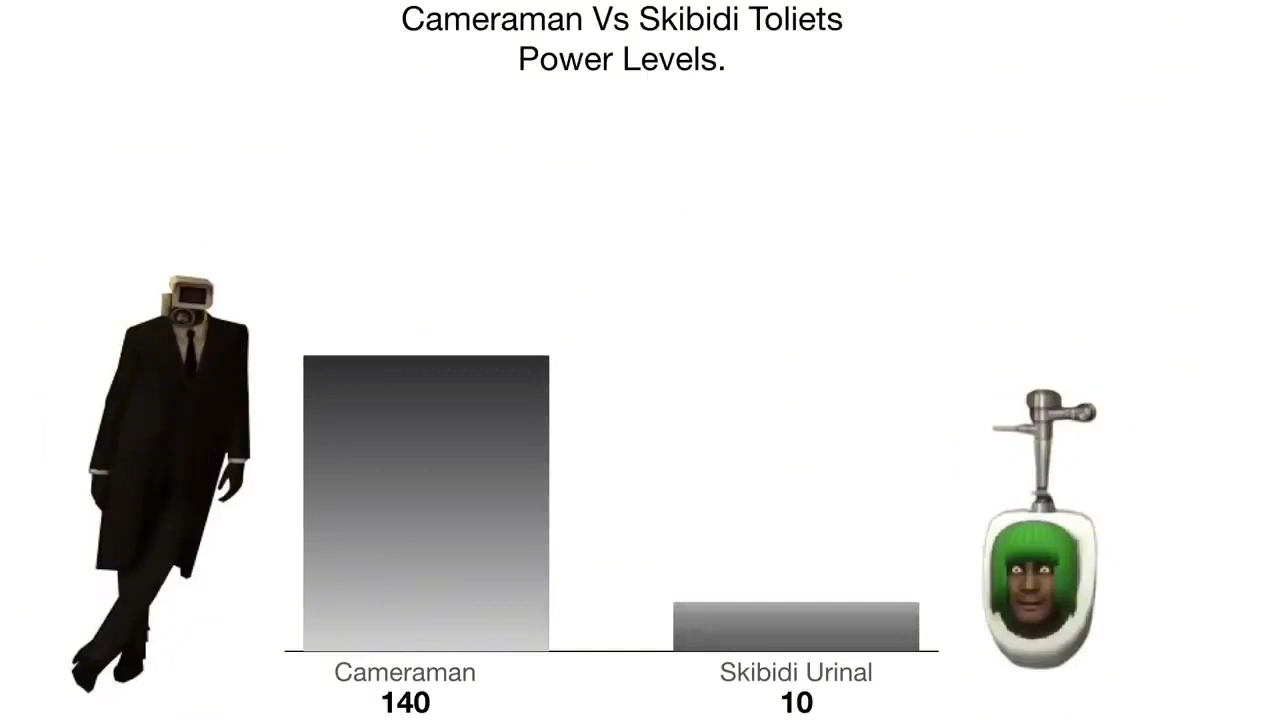 Cameraman Vs Skibidi Toliets
Power Levels.
Cameraman
140
Skibidi Urinal
10